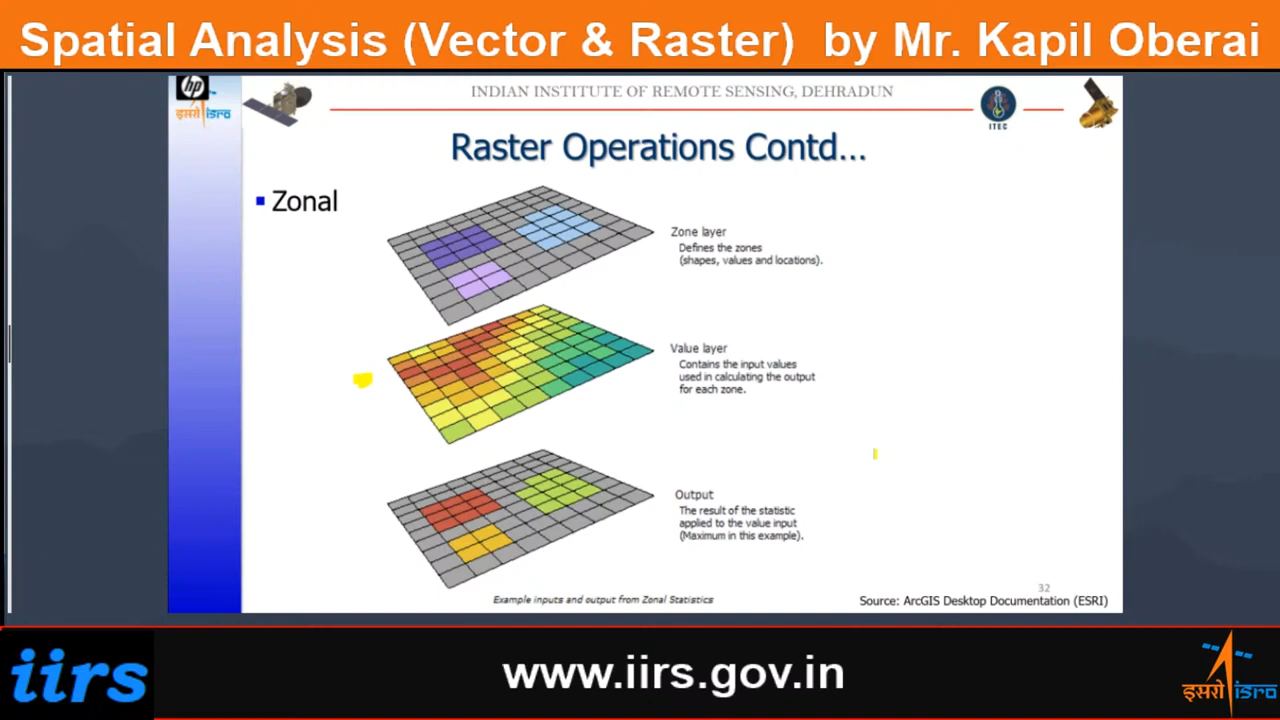 Spatial Analysis (Vector & Raster) by Mr. Kapil Oberai
hp
इसरो isro
INDIAN INSTITUTE OF REMOTE SENSING, DEHRADUN
ITEC
Raster Operations Contd...
Zonal
Zone layer
Defines the zones
(shapes, values and locations).
Value layer
Contains the input values
used in calculating the output
for each zone.
Output
The result of the statistic
applied to the value input
(Maximum in this example).
32
Example inputs and output from Zonal Statistics
Source: ArcGIS Desktop Documentation (ESRI)
iirs
www.iirs.gov.in
इसरो isro